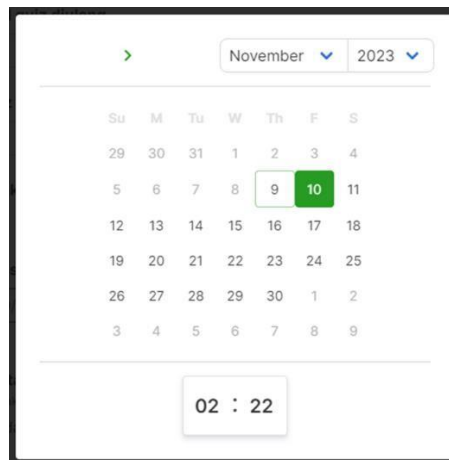 quiz diulang
November 2023
Su M Tu W Th F S
29 30 31 1 2 3 4
5 6 7 8 9 10 11
12 13 14 15 16 17 18
19 20 21 22 23 24 25
26 27 28 29 30 1 2
3 4 5 6 7 8 9
02 : 22